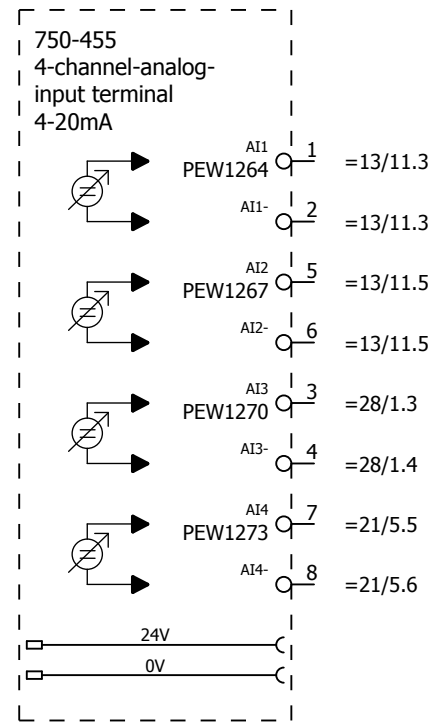 750-455
4-channel-analog-
input terminal
4-20mA
AI1 1 =13/11.3
PEW1264
AI1- 2 =13/11.3
AI2 5 =13/11.5
PEW1267
AI2- 6 =13/11.5
AI3 3 =28/1.3
PEW1270
AI3- 4 =28/1.4
AI4 7 =21/5.5
PEW1273
AI4- 8 =21/5.6
24V
0V